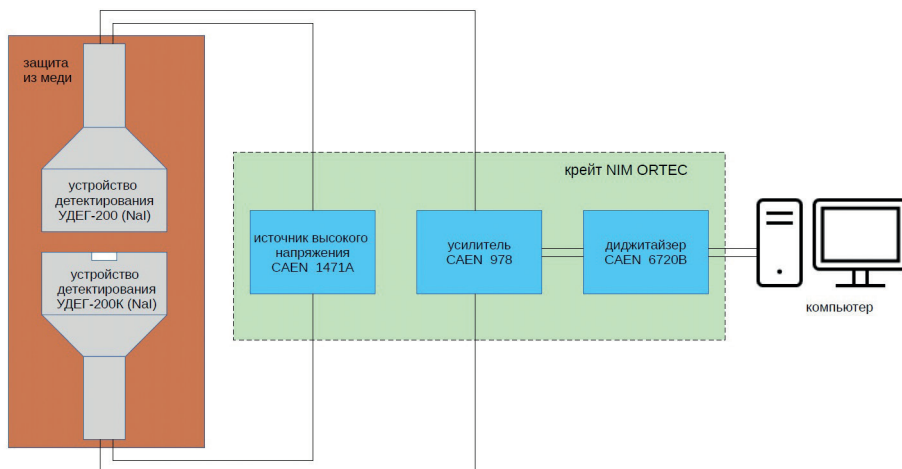 защита
из меди
устройство
детектирования
УДЕГ-200 (NaI)
устройство
детектирования
УДЕГ-200К (NaI)
крейт NIM ORTEC
источник высокого
напряжения
CAEN 1471A
усилитель
CAEN 978
диджитайзер
CAEN 6720B
компьютер